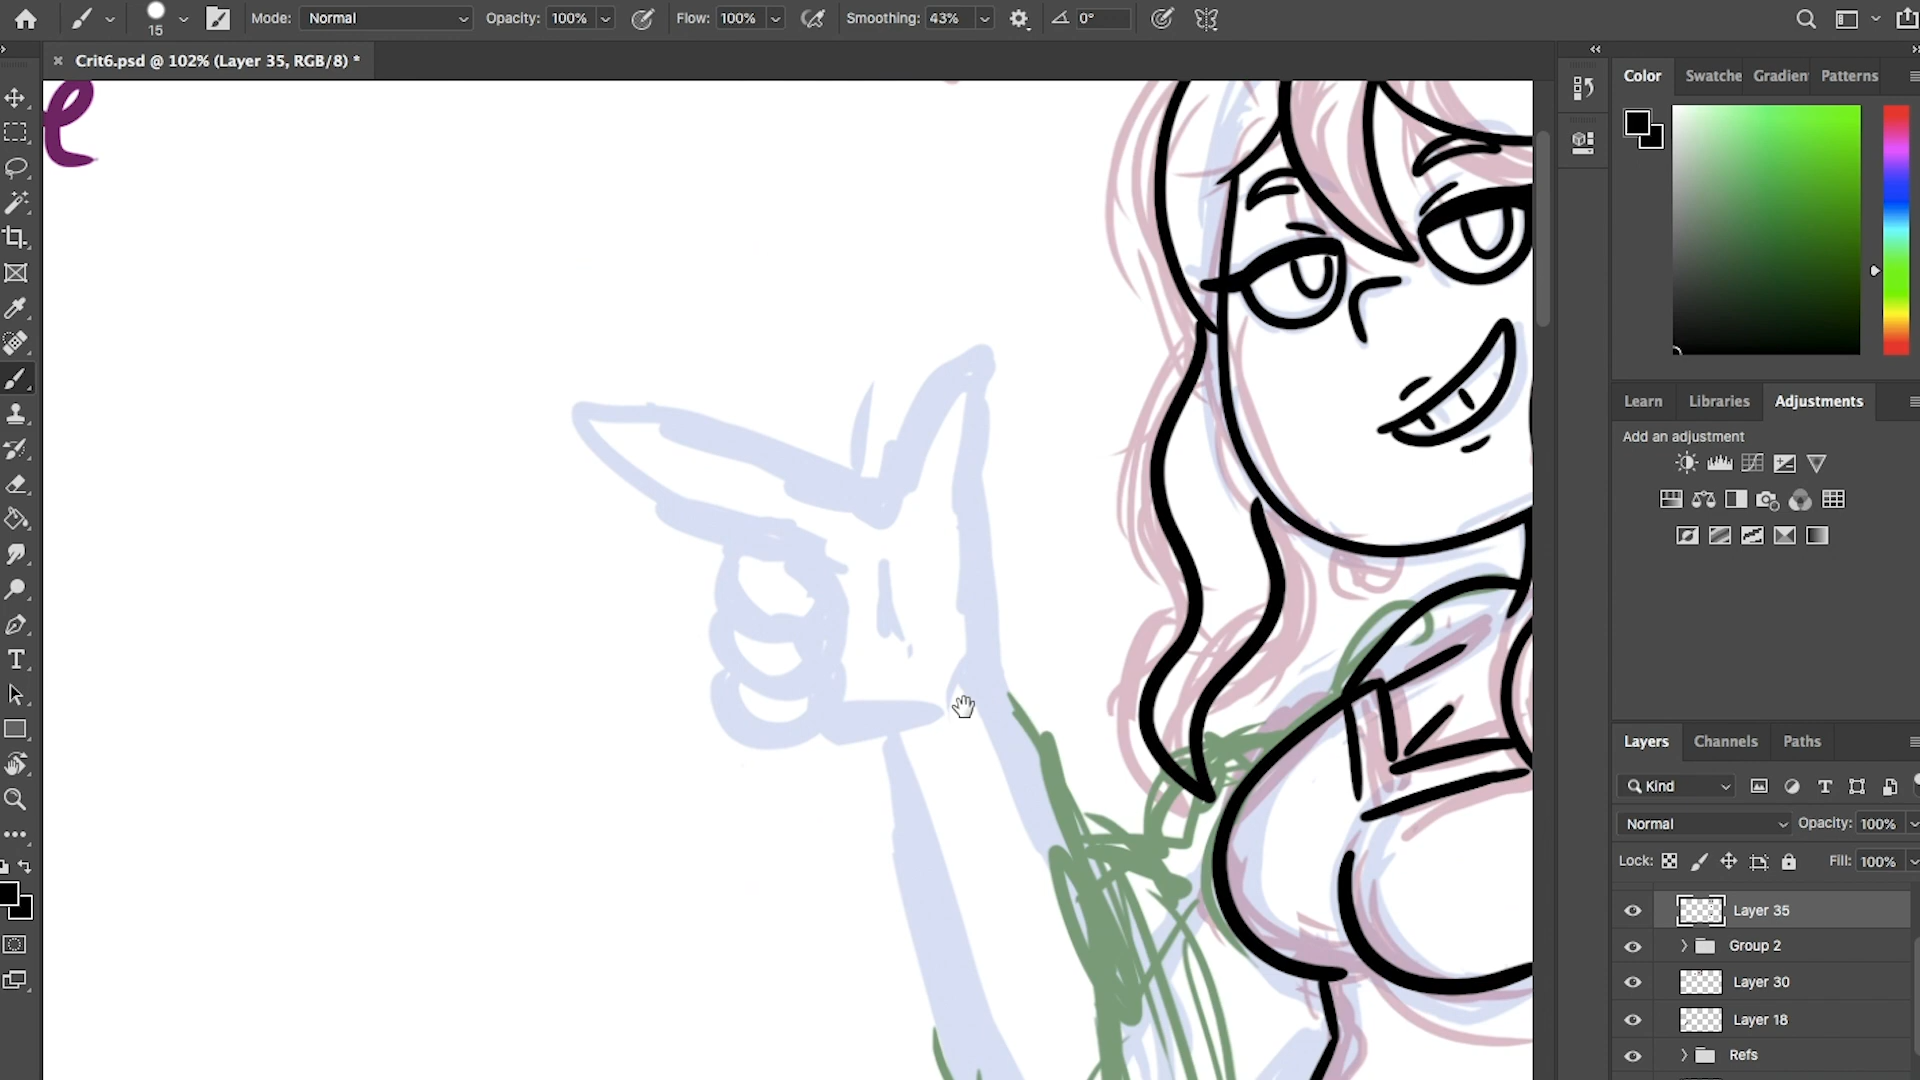 Mode: Normal Opacity: 100% Flow: 100% Smoothing: 43% 0°
15
Crit6.psd @ 102% (Layer 35, RGB/8) *
Color Swatche Gradien Patterns
e
Learn Libraries Adjustments
Add an adjustment
Layers Channels Paths
Kind
Normal Opacity: 100%
Lock: Fill: 100%
Layer 35
Group 2
Layer 30
Layer 18
Refs